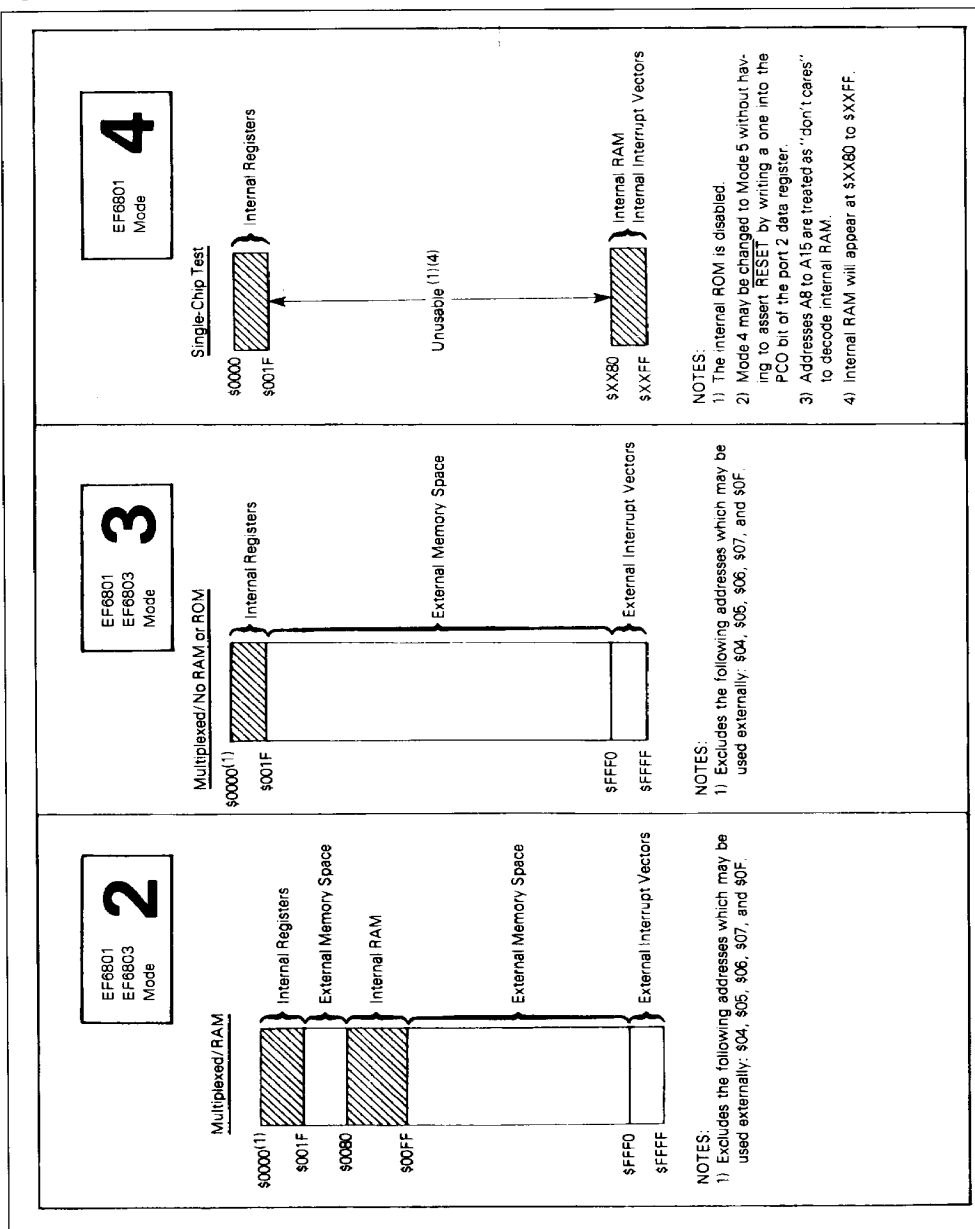 EF6801
EF6803
Mode
2
Multiplexed/RAM
$0000(1)
$001F
$0080
$00FF
$FFF0
$FFFF
Internal Registers
External Memory Space
Internal RAM
External Memory Space
External Interrupt Vectors
NOTES:
1) Excludes the following addresses which may be
used externally: $04, $05, $06, $07, and $0F.
EF6801
EF6803
Mode
3
Multiplexed/No RAM or ROM
$0000(1)
$001F
$FFF0
$FFFF
Internal Registers
External Memory Space
External Interrupt Vectors
NOTES:
1) Excludes the following addresses which may be
used externally: $04, $05, $06, $07, and $0F.
EF6801
Mode
4
Single-Chip Test
$0000
$001F
$XX80
$XXFF
Internal Registers
Unusable (1)(4)
Internal RAM
Internal Interrupt Vectors
NOTES:
1) The internal ROM is disabled.
2) Mode 4 may be changed to Mode 5 without hav-
ing to assert RESET by writing a one into the
PCO bit of the port 2 data register.
3) Addresses A8 to A15 are treated as "don't cares"
to decode internal RAM.
4) Internal RAM will appear at $XX80 to $XXFF.